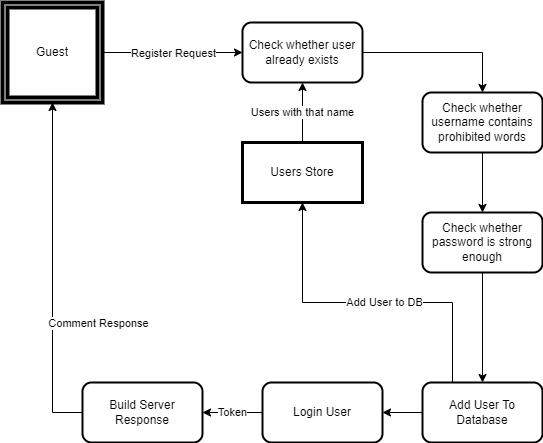 Guest
Register Request
Check whether user
already exists
Users with that name
Check whether
username contains
prohibited words
Users Store
Check whether
password is strong
enough
Add User to DB
Comment Response
Build Server
Response
Token
Login User
Add User To
Database